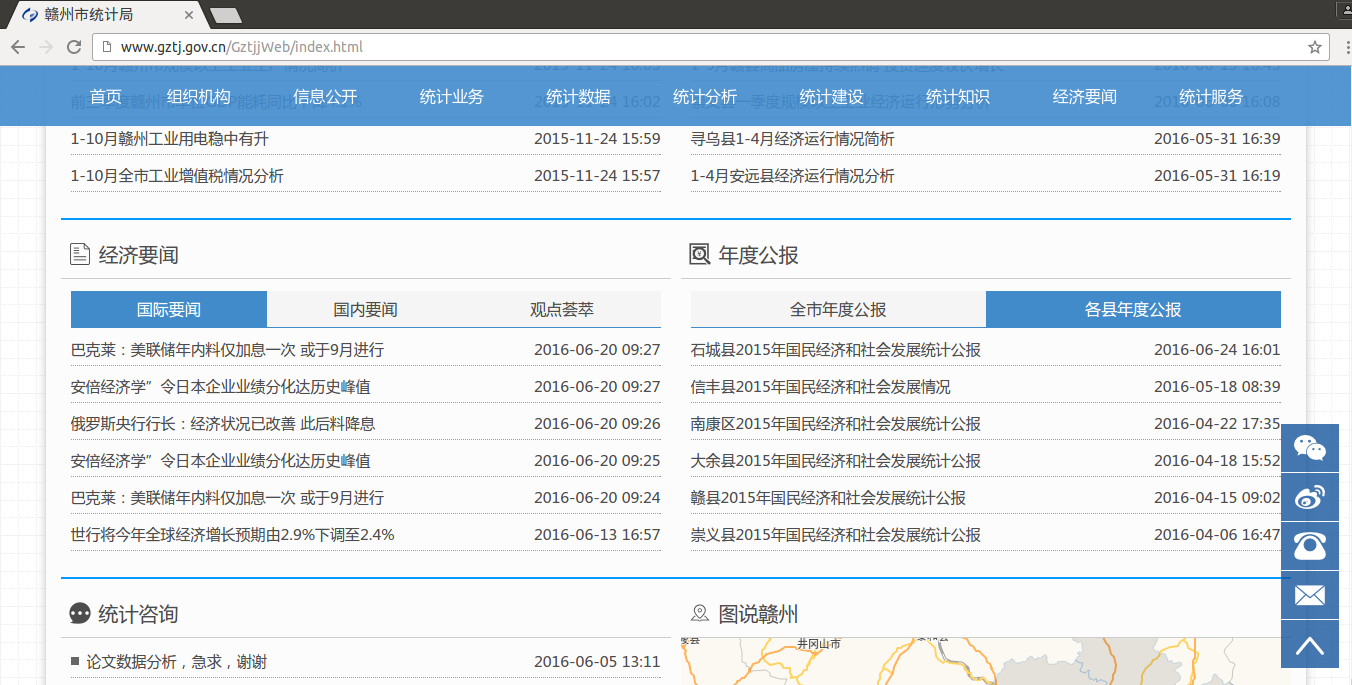 赣州市统计局
www.gztj.gov.cn/GztjjWeb/index.html
首页 组织机构 信息公开 统计业务 统计数据 统计分析 统计建设 统计知识 经济要闻 统计服务
1-10月赣州工业用电稳中有升 2015-11-24 15:59
1-10月全市工业增值税情况分析 2015-11-24 15:57
寻乌县1-4月经济运行情况简析 2016-05-31 16:39
1-4月安远县经济运行情况分析 2016-05-31 16:19
经济要闻
国际要闻 国内要闻 观点荟萃
巴克莱：美联储年内料仅加息一次 或于9月进行 2016-06-20 09:27
安倍经济学”令日本企业业绩分化达历史峰值 2016-06-20 09:27
俄罗斯央行行长：经济状况已改善 此后料降息 2016-06-20 09:26
安倍经济学”令日本企业业绩分化达历史峰值 2016-06-20 09:25
巴克莱：美联储年内料仅加息一次 或于9月进行 2016-06-20 09:24
世行将今年全球经济增长预期由2.9%下调至2.4% 2016-06-13 16:57
年度公报
全市年度公报 各县年度公报
石城县2015年国民经济和社会发展统计公报 2016-06-24 16:01
信丰县2015年国民经济和社会发展情况 2016-05-18 08:39
南康区2015年国民经济和社会发展统计公报 2016-04-22 17:35
大余县2015年国民经济和社会发展统计公报 2016-04-18 15:52
赣县2015年国民经济和社会发展统计公报 2016-04-15 09:02
崇义县2015年国民经济和社会发展统计公报 2016-04-06 16:47
统计咨询
论文数据分析，急求，谢谢 2016-06-05 13:11
图说赣州
井冈山市